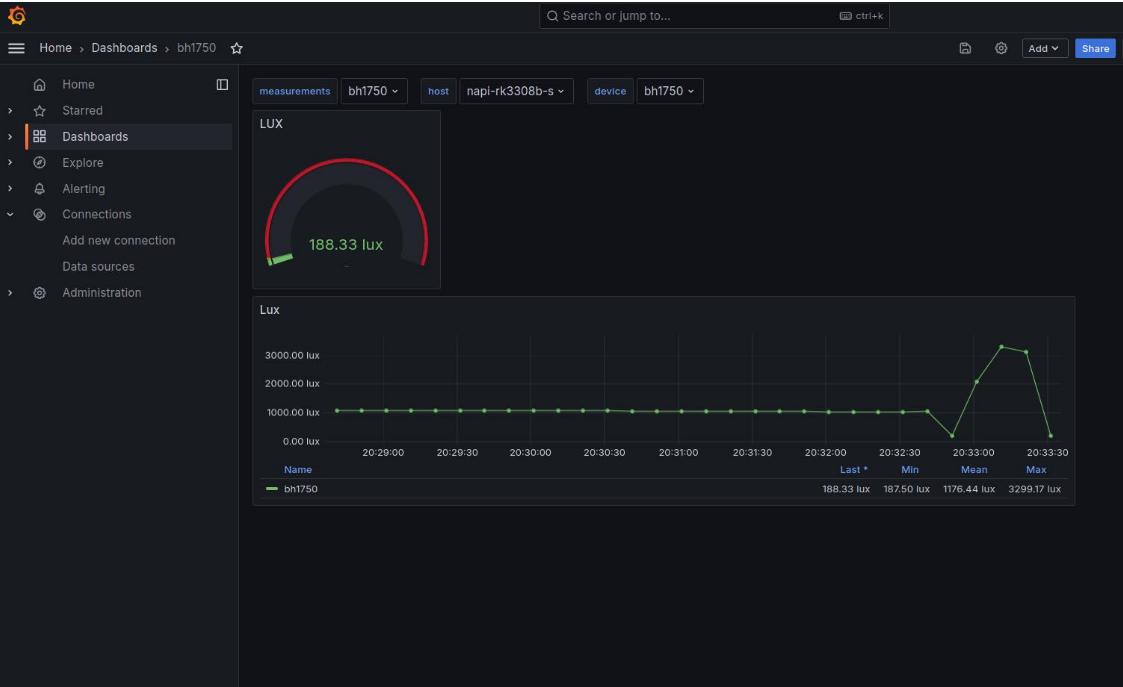 Search or jump to... ctrl+k
Home › Dashboards › bh1750 Add Share
Home
Starred
Dashboards
Explore
Alerting
Connections
Add new connection
Data sources
Administration
measurements bh1750 host napi-rk3308b-s device bh1750
LUX
188.33 lux
Lux
3000.00 lux
2000.00 lux
1000.00 lux
0.00 lux
20:29:00 20:29:30 20:30:00 20:30:30 20:31:00 20:31:30 20:32:00 20:32:30 20:33:00 20:33:30
Name Last * Min Mean Max
bh1750 188.33 lux 187.50 lux 1176.44 lux 3299.17 lux